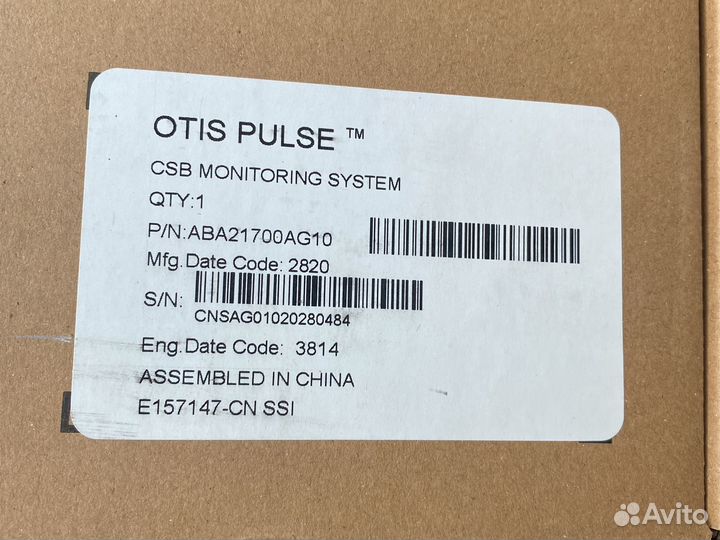 OTIS PULSE ™
CSB MONITORING SYSTEM
QTY:1
P/N:ABA21700AG10
Mfg.Date Code: 2820
S/N:
CNSAG01020280484
Eng.Date Code: 3814
ASSEMBLED IN CHINA
E157147-CN SSI
Avito